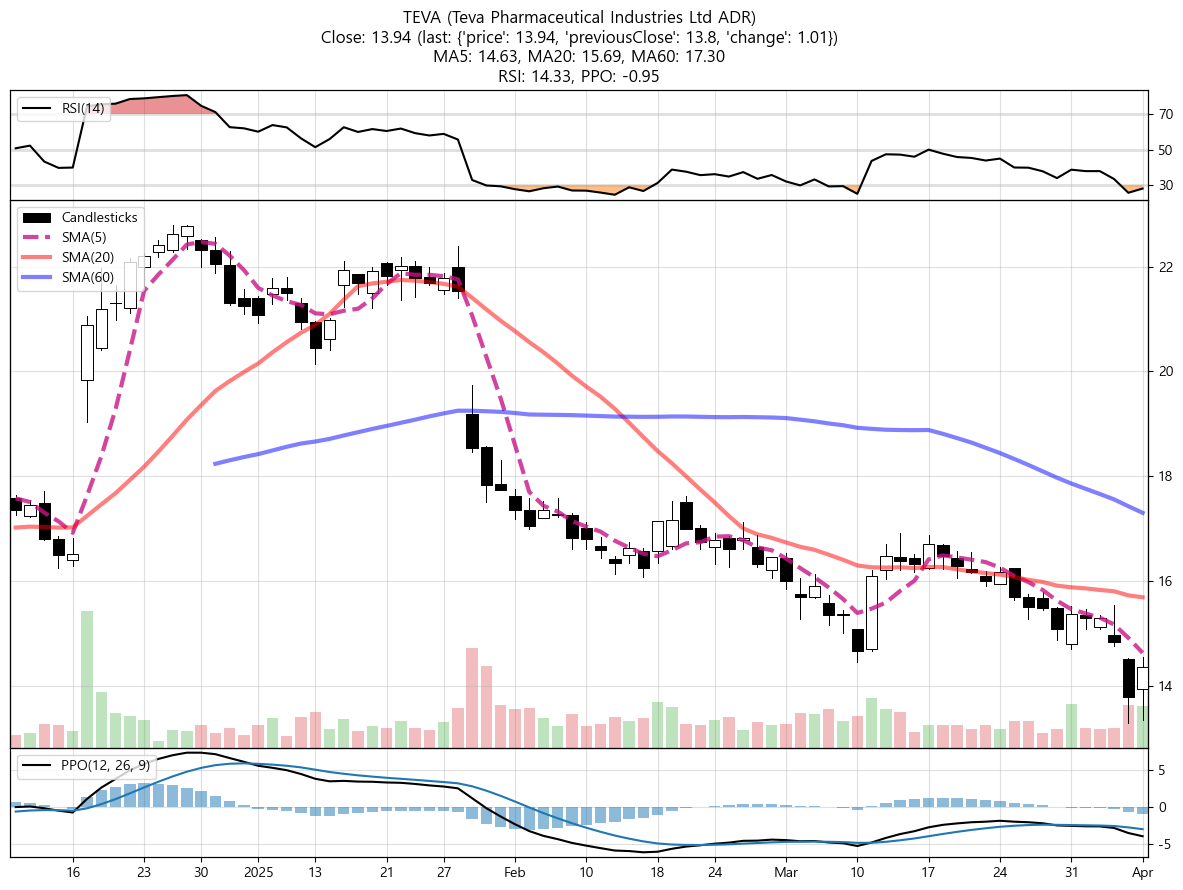 TEVA (Teva Pharmaceutical Industries Ltd ADR)
Close: 13.94 (last: {'price': 13.94, 'previousClose': 13.8, 'change': 1.01})
MA5: 14.63, MA20: 15.69, MA60: 17.30
RSI: 14.33, PPO: -0.95
RSI(14)
70
50
30
Candlesticks
SMA(5)
SMA(20)
SMA(60)
22
20
18
16
14
PPO(12, 26, 9)
5
0
-5
16 23 30 2025 13 21 27 Feb 10 18 24 Mar 10 17 24 31 Apr